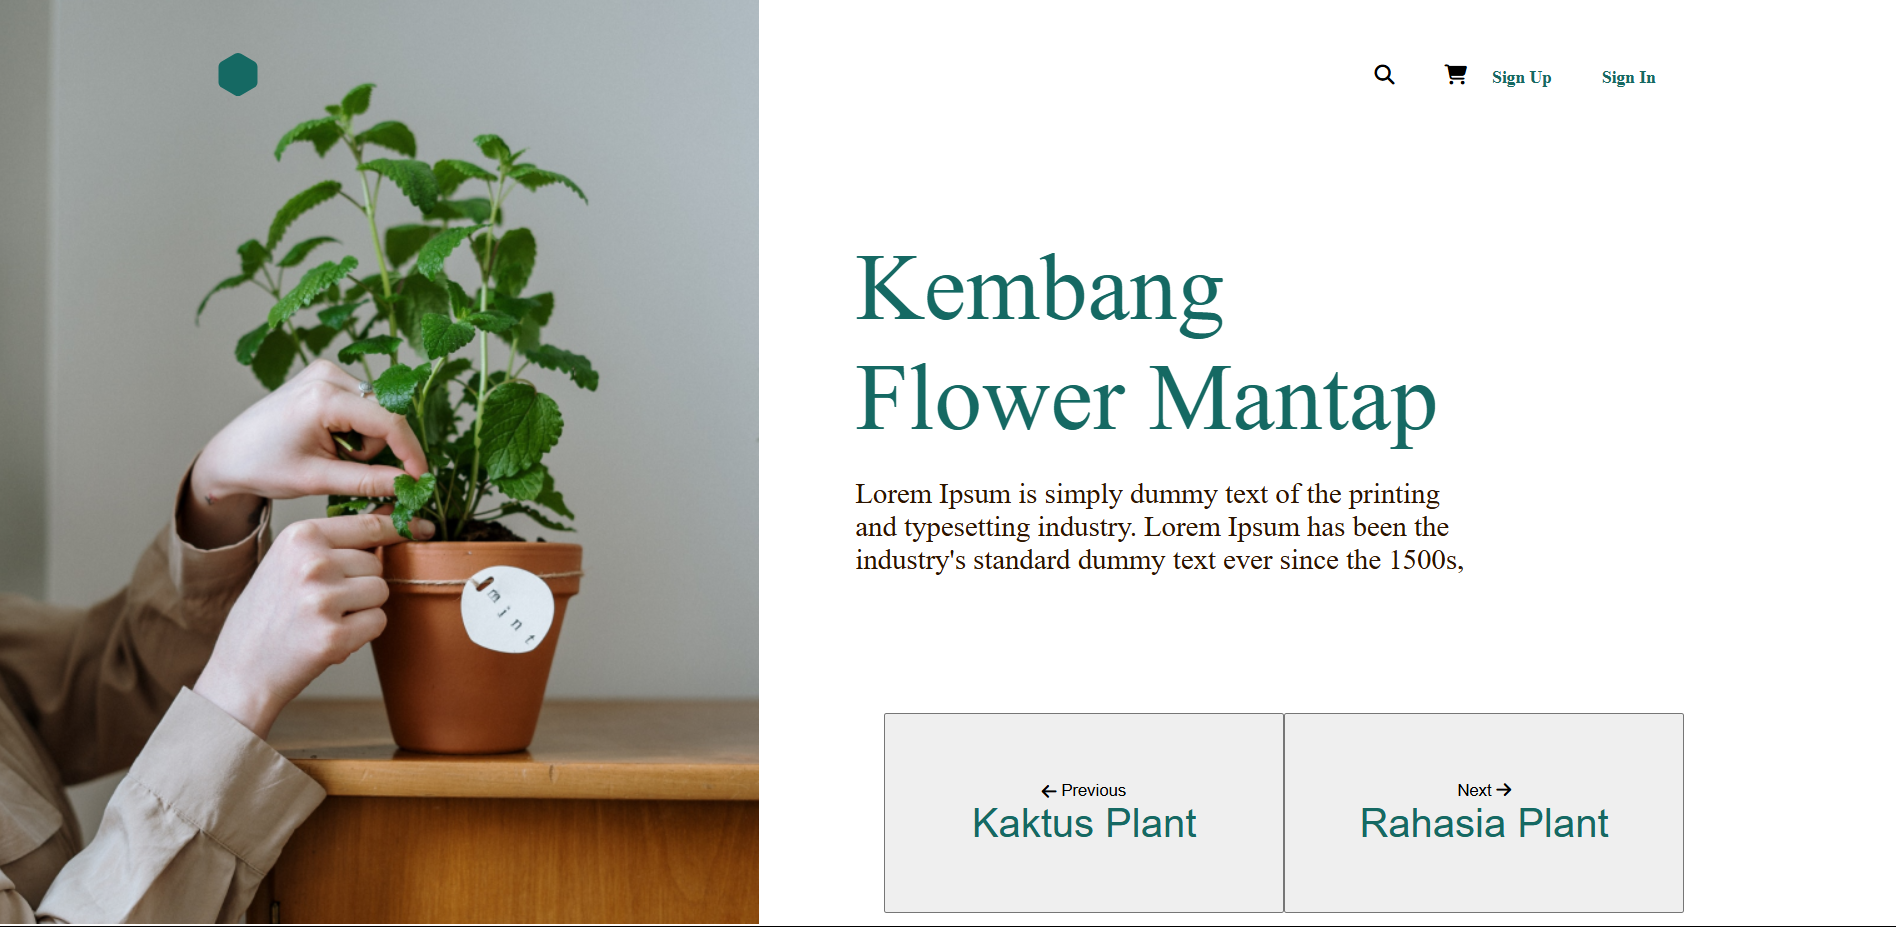 Sign Up Sign In
Kembang
Flower Mantap
Lorem Ipsum is simply dummy text of the printing
and typesetting industry. Lorem Ipsum has been the
industry's standard dummy text ever since the 1500s,
mint
Previous
Kaktus Plant
Next
Rahasia Plant